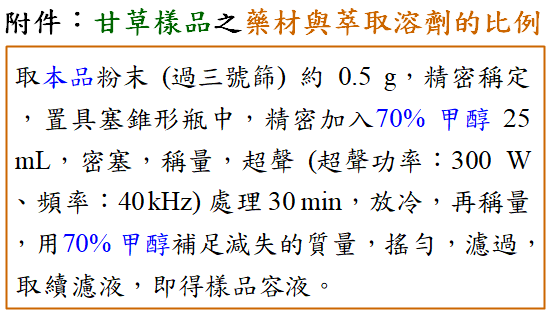 附件：甘草樣品之藥材與萃取溶劑的比例
取本品粉末 (過三號篩) 約 0.5 g，精密稱定
，置具塞錐形瓶中，精密加入70% 甲醇 25
mL，密塞，稱量，超聲 (超聲功率：300 W
、頻率：40 kHz) 處理 30 min，放冷，再稱量
，用70% 甲醇補足減失的質量，搖勻，濾過，
取續濾液，即得樣品容液。